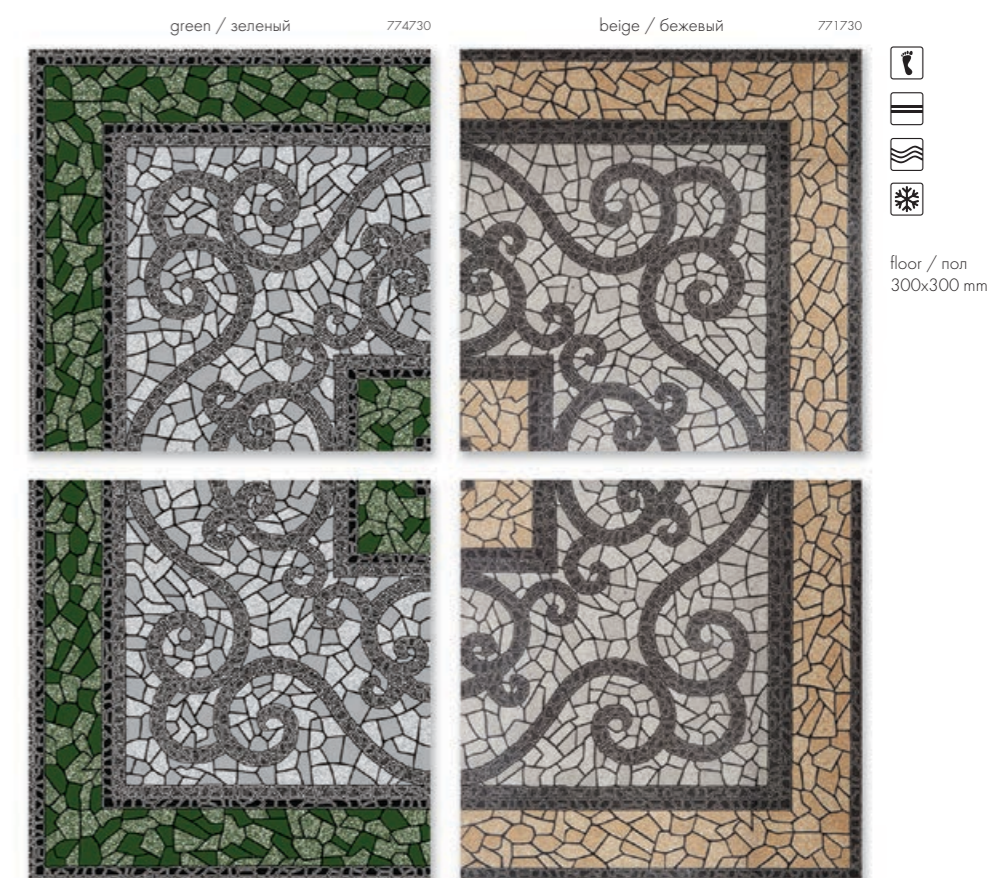 green / зеленый 774730
beige / бежевый 771730
floor / пол
300x300 mm